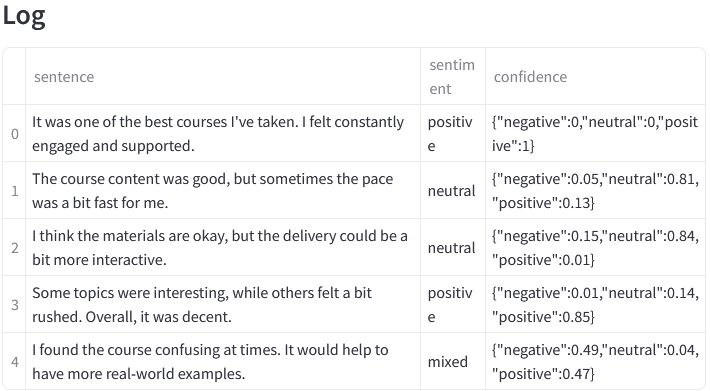 Log
sentence sentim confidence
ent
0 It was one of the best courses I've taken. I felt constantly positiv {"negative":0,"neutral":0,"posit
engaged and supported. e ive":1}
1 The course content was good, but sometimes the pace neutral {"negative":0.05,"neutral":0.81,
was a bit fast for me. "positive":0.13}
2 I think the materials are okay, but the delivery could be a neutral {"negative":0.15,"neutral":0.84,
bit more interactive. "positive":0.01}
3 Some topics were interesting, while others felt a bit positiv {"negative":0.01,"neutral":0.14,
rushed. Overall, it was decent. e "positive":0.85}
4 I found the course confusing at times. It would help to mixed {"negative":0.49,"neutral":0.04,
have more real-world examples. "positive":0.47}